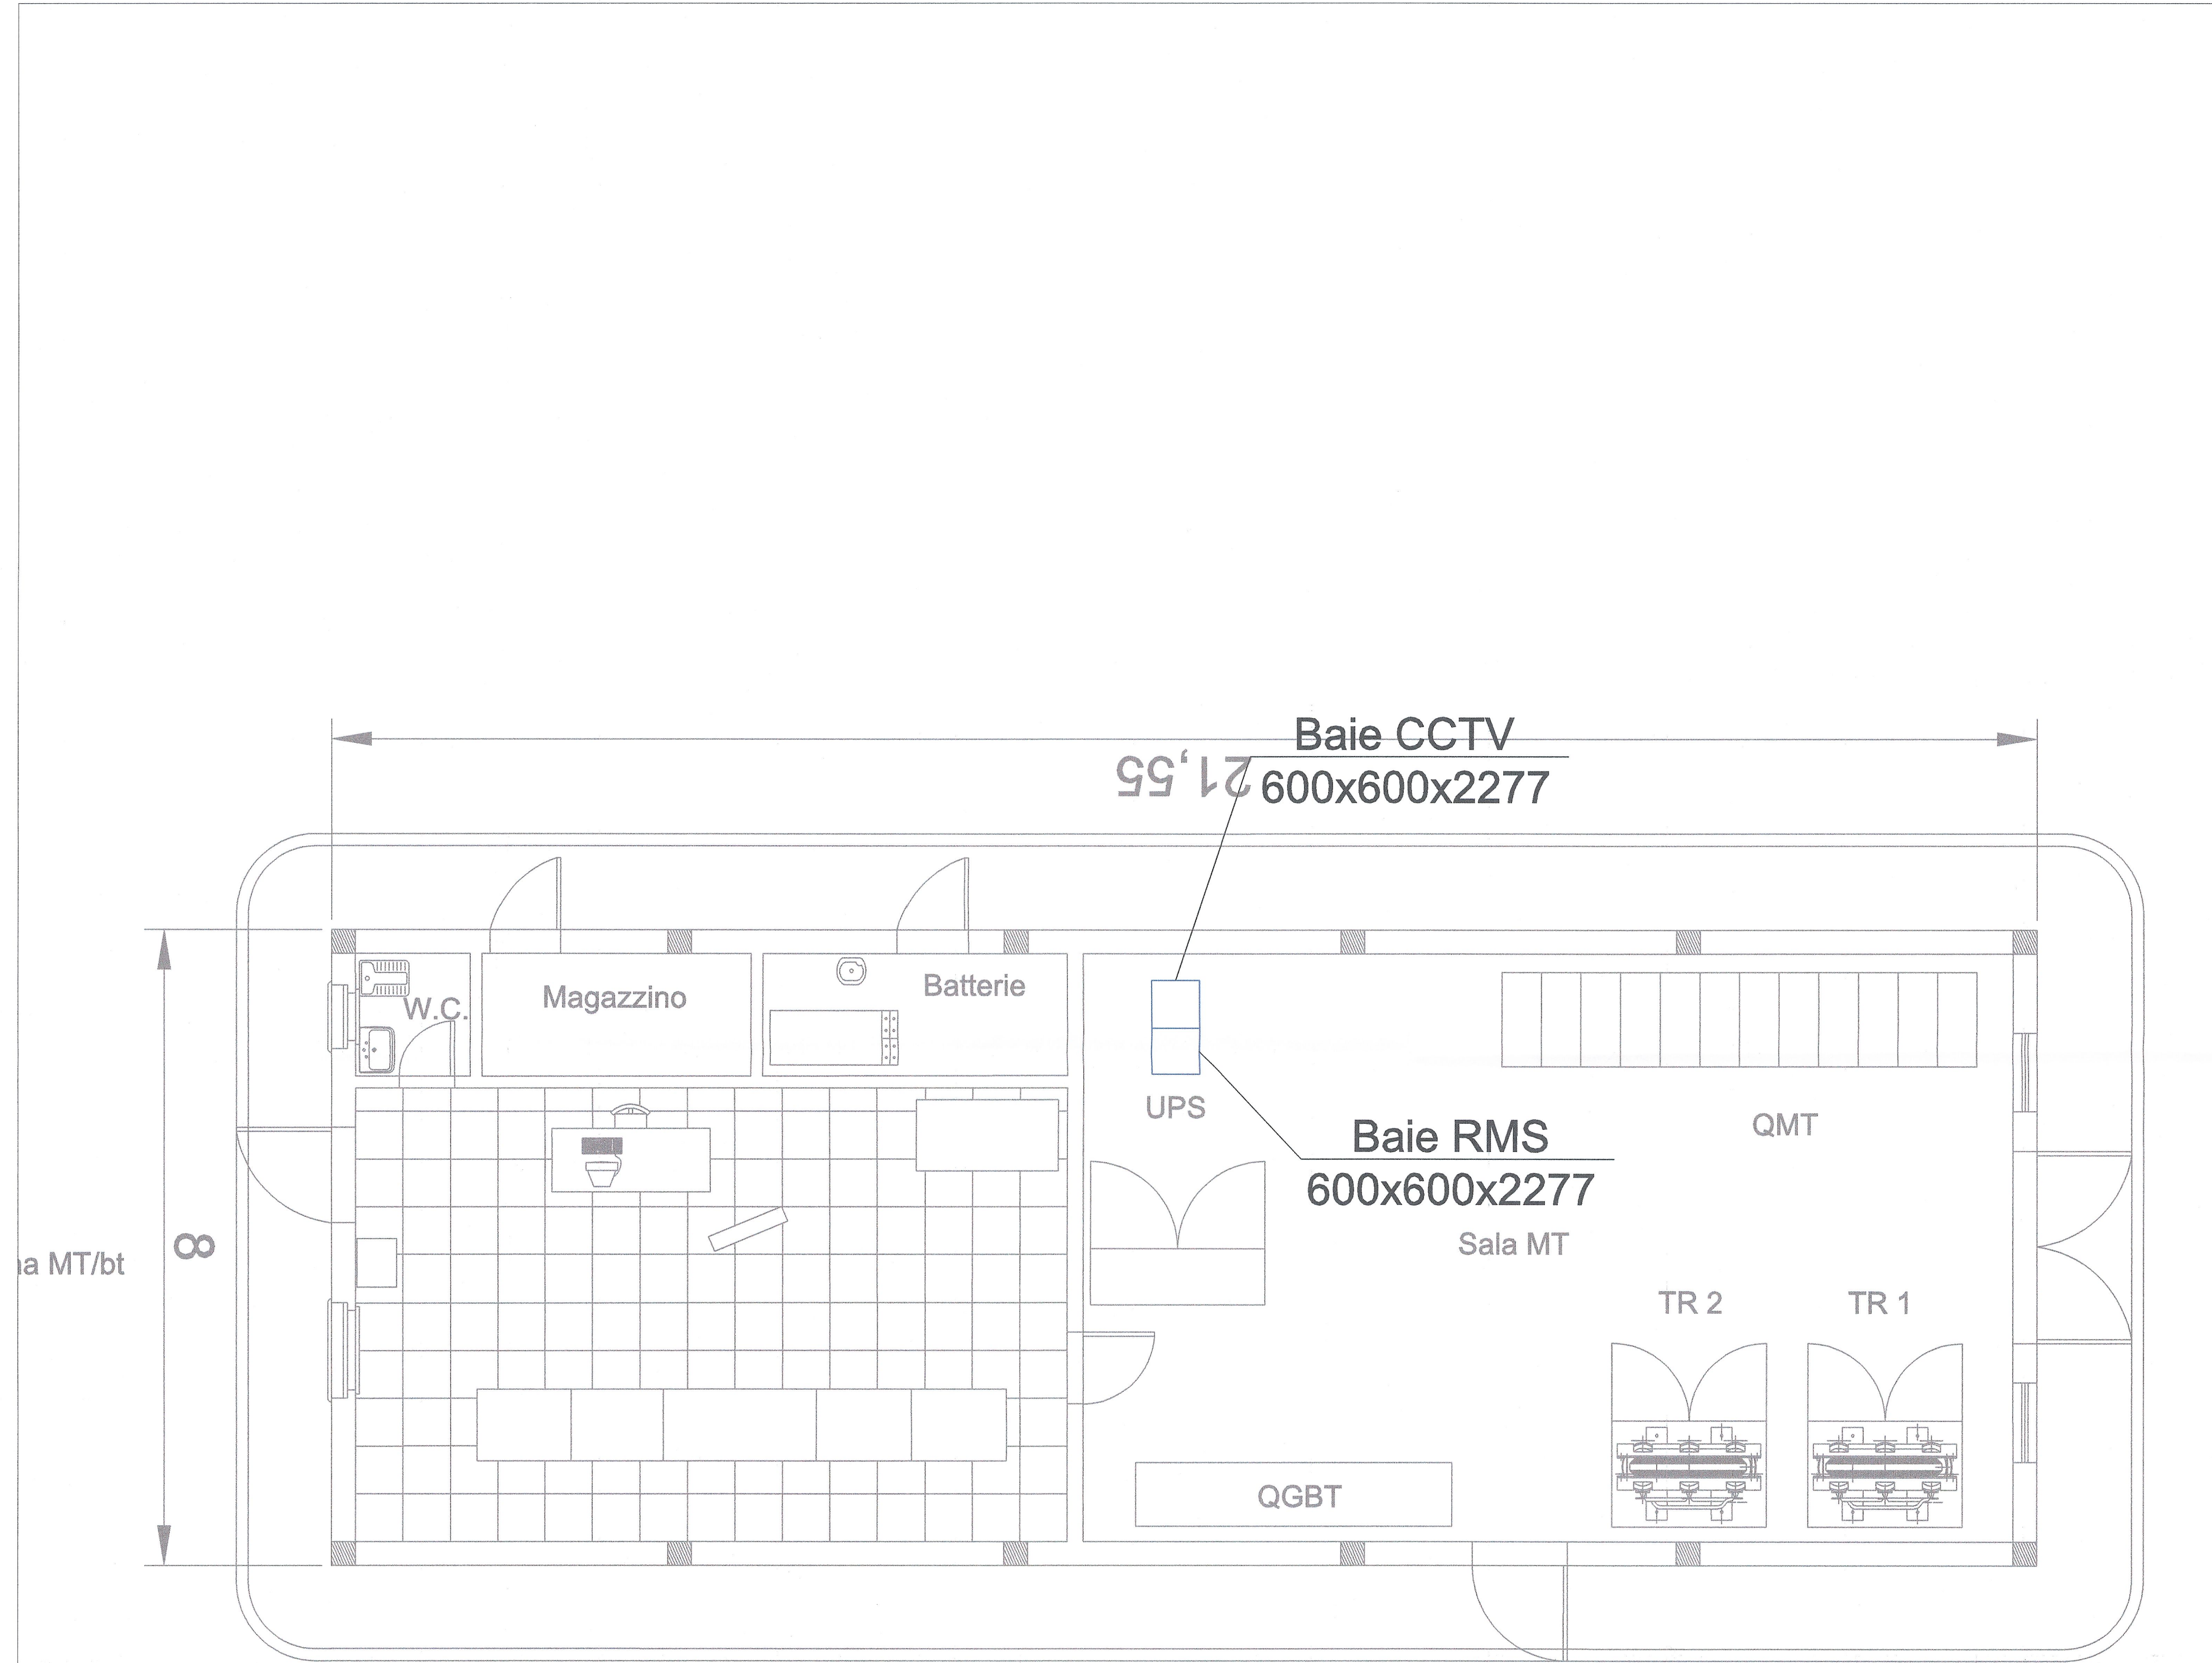 Baie CCTV
21,55
600x600x2277
W.C.
Magazzino
Batterie
UPS
QMT
Baie RMS
600x600x2277
8
MT/bt
Sala MT
TR 2
TR 1
QGBT